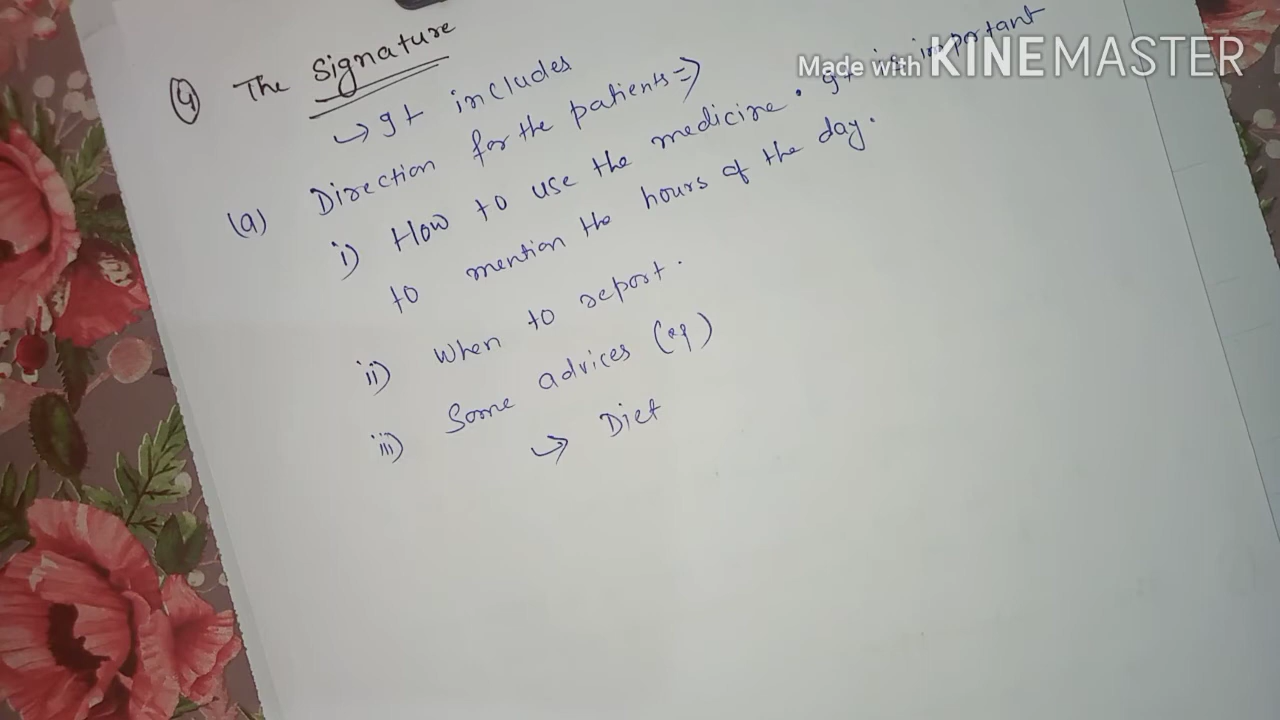 ④ The Signature
→ It includes
(a) Direction for the patients ⇒
i) How to use the medicine. It is important
to mention the hours of the day.
ii) When to report.
iii) Some advices (eg)
→ Diet
Made with KINEMASTER